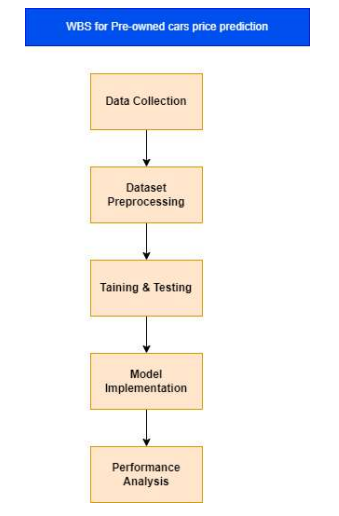 WBS for Pre-owned cars price prediction
Data Collection
Dataset
Preprocessing
Taining & Testing
Model
Implementation
Performance
Analysis